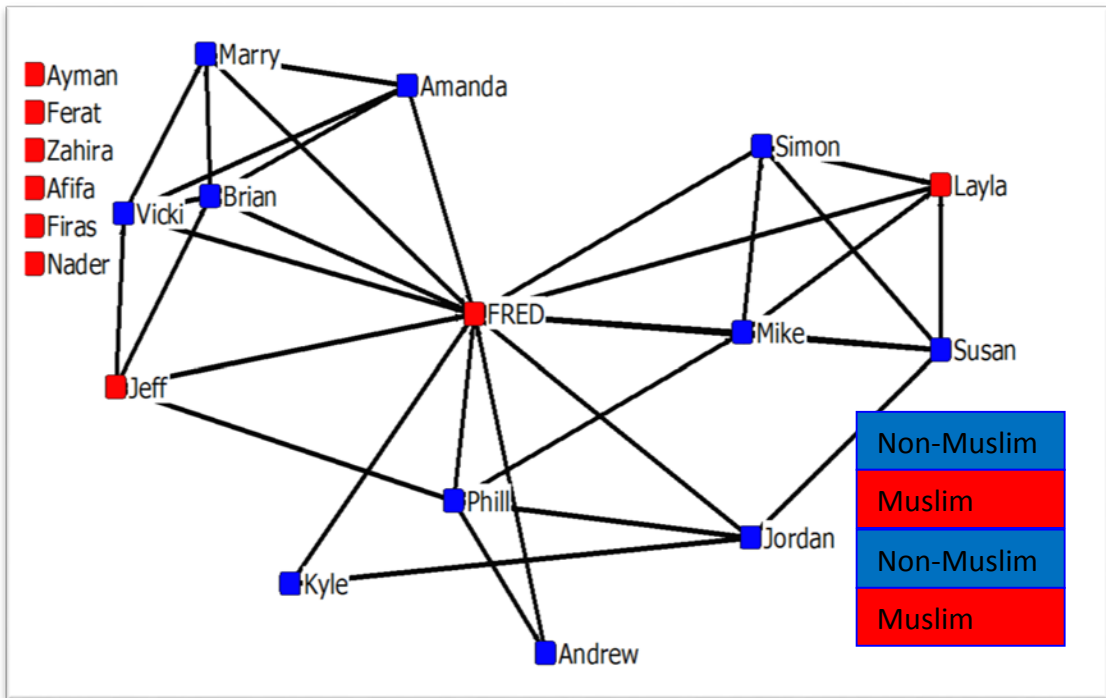 Marry
Ayman
Amanda
Ferat
Zahira
Simon
Afifa
Layla
Brian
Vicki
Firas
Nader
FRED
Mike
Susan
Jeff
Non-Muslim
Muslim
Phill
Jordan
Non-Muslim
Kyle
Muslim
Andrew